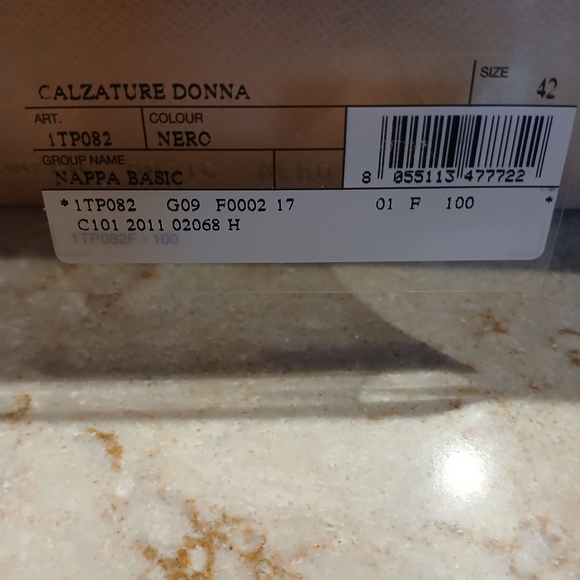 SIZE
CALZATURE DONNA 42
ART. COLOUR
1TP082 NERO
GROUP NAME
NAPPA BASIC
8 055113 477722
*1TP082 G09 F0002 17 01 F 100 *
C101 2011 02068 H
1TP082F - 100